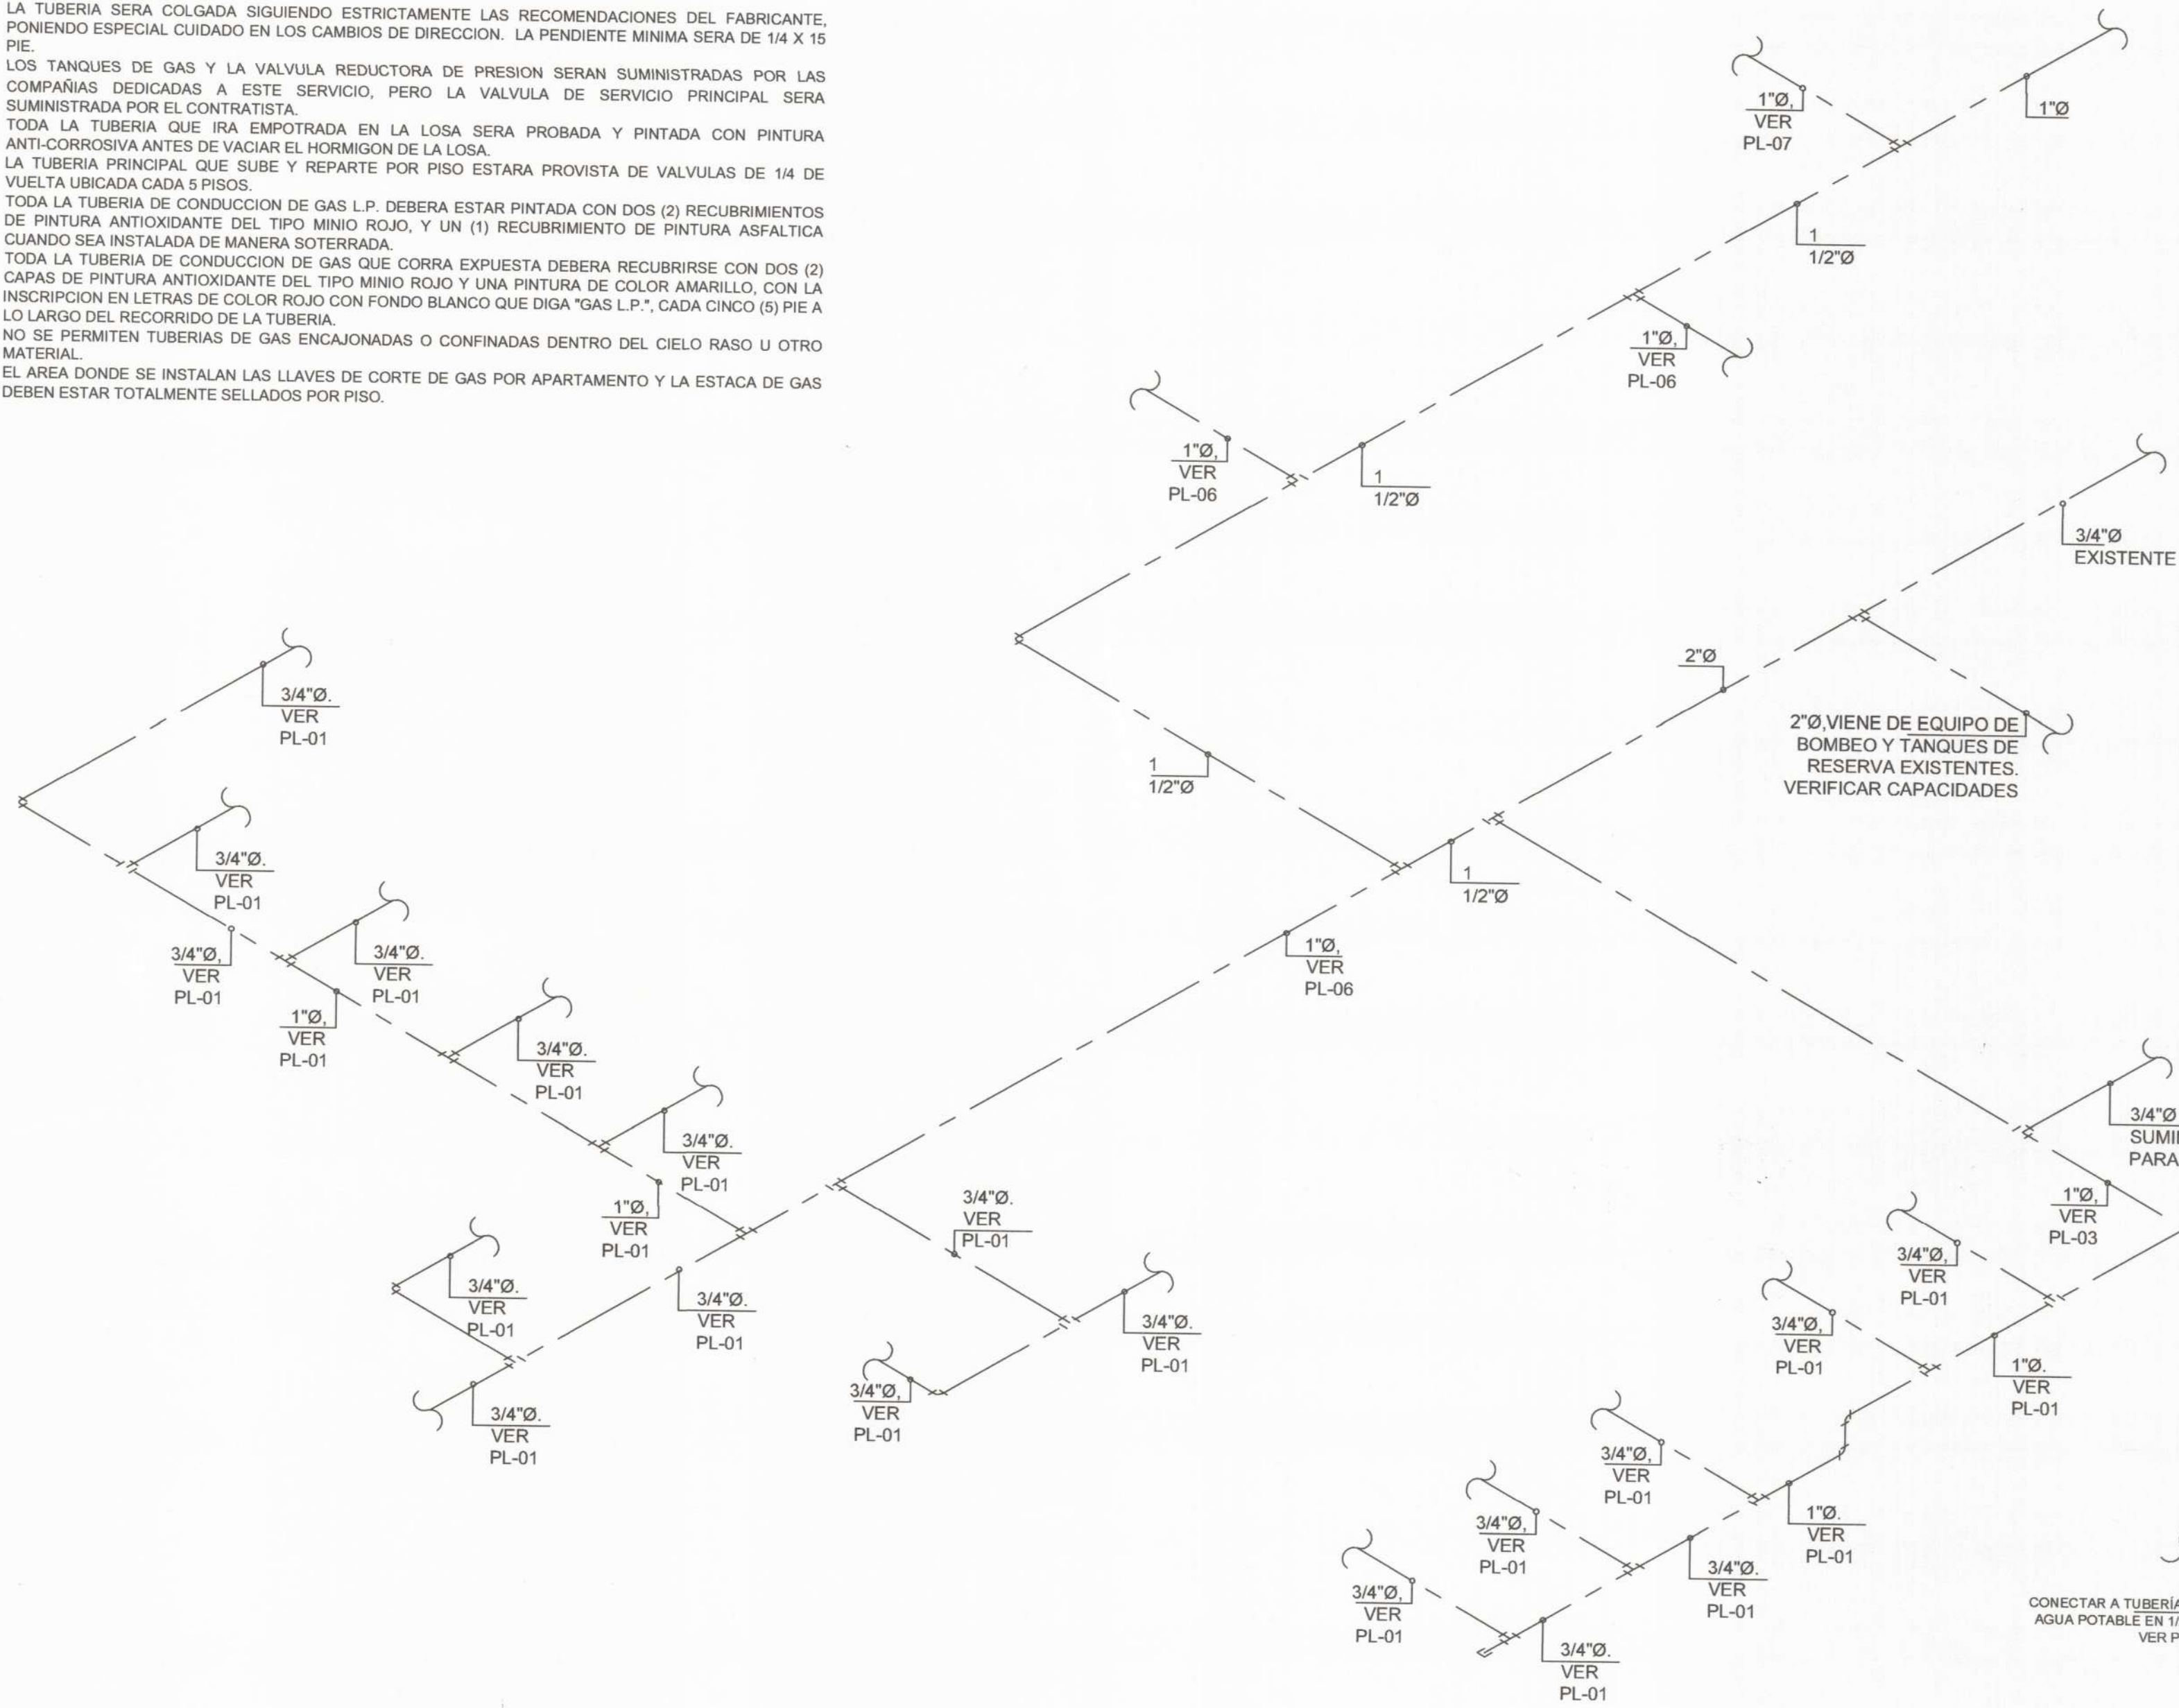 LA TUBERIA SERA COLGADA SIGUIENDO ESTRICTAMENTE LAS RECOMENDACIONES DEL FABRICANTE,
PONIENDO ESPECIAL CUIDADO EN LOS CAMBIOS DE DIRECCION. LA PENDIENTE MINIMA SERA DE 1/4 X 15
PIE.
LOS TANQUES DE GAS Y LA VALVULA REDUCTORA DE PRESION SERAN SUMINISTRADAS POR LAS
COMPAÑIAS DEDICADAS A ESTE SERVICIO, PERO LA VALVULA DE SERVICIO PRINCIPAL SERA
SUMINISTRADA POR EL CONTRATISTA.
TODA LA TUBERIA QUE IRA EMPOTRADA EN LA LOSA SERA PROBADA Y PINTADA CON PINTURA
ANTI-CORROSIVA ANTES DE VACIAR EL HORMIGON DE LA LOSA.
LA TUBERIA PRINCIPAL QUE SUBE Y REPARTE POR PISO ESTARA PROVISTA DE VALVULAS DE 1/4 DE
VUELTA UBICADA CADA 5 PISOS.
TODA LA TUBERIA DE CONDUCCION DE GAS L.P. DEBERA ESTAR PINTADA CON DOS (2) RECUBRIMIENTOS
DE PINTURA ANTIOXIDANTE DEL TIPO MINIO ROJO, Y UN (1) RECUBRIMIENTO DE PINTURA ASFALTICA
CUANDO SEA INSTALADA DE MANERA SOTERRADA.
TODA LA TUBERIA DE CONDUCCION DE GAS QUE CORRA EXPUESTA DEBERA RECUBRIRSE CON DOS (2)
CAPAS DE PINTURA ANTIOXIDANTE DEL TIPO MINIO ROJO Y UNA PINTURA DE COLOR AMARILLO, CON LA
INSCRIPCION EN LETRAS DE COLOR ROJO CON FONDO BLANCO QUE DIGA "GAS L.P.", CADA CINCO (5) PIE A
LO LARGO DEL RECORRIDO DE LA TUBERIA.
NO SE PERMITEN TUBERIAS DE GAS ENCAJONADAS O CONFINADAS DENTRO DEL CIELO RASO U OTRO
MATERIAL.
EL AREA DONDE SE INSTALAN LAS LLAVES DE CORTE DE GAS POR APARTAMENTO Y LA ESTACA DE GAS
DEBEN ESTAR TOTALMENTE SELLADOS POR PISO.
1"Ø,
VER
PL-07
1"Ø
1
1/2"Ø
1"Ø,
VER
PL-06
1"Ø,
VER
PL-06
1
1/2"Ø
3/4"Ø
EXISTENTE
2"Ø
2"Ø,VIENE DE EQUIPO DE
BOMBEO Y TANQUES DE
RESERVA EXISTENTES.
VERIFICAR CAPACIDADES
3/4"Ø.
VER
PL-01
1
1/2"Ø
3/4"Ø.
VER
PL-01
1
1/2"Ø
3/4"Ø,
VER
PL-01
3/4"Ø.
VER
PL-01
1"Ø,
VER
PL-06
1"Ø,
VER
PL-01
3/4"Ø.
VER
PL-01
3/4"Ø.
VER
PL-01
3/4"Ø
PARA
1"Ø,
VER
PL-01
3/4"Ø.
VER
PL-01
1"Ø,
VER
PL-03
3/4"Ø,
VER
PL-01
3/4"Ø.
VER
PL-01
3/4"Ø.
VER
PL-01
3/4"Ø.
VER
PL-01
3/4"Ø,
VER
PL-01
3/4"Ø,
VER
PL-01
1"Ø.
VER
PL-01
3/4"Ø.
VER
PL-01
3/4"Ø,
VER
PL-01
3/4"Ø,
VER
PL-01
1"Ø.
VER
PL-01
3/4"Ø.
VER
PL-01
3/4"Ø,
VER
PL-01
3/4"Ø.
VER
PL-01
CONECTAR A TUBERÍA
AGUA POTABLE EN
VER